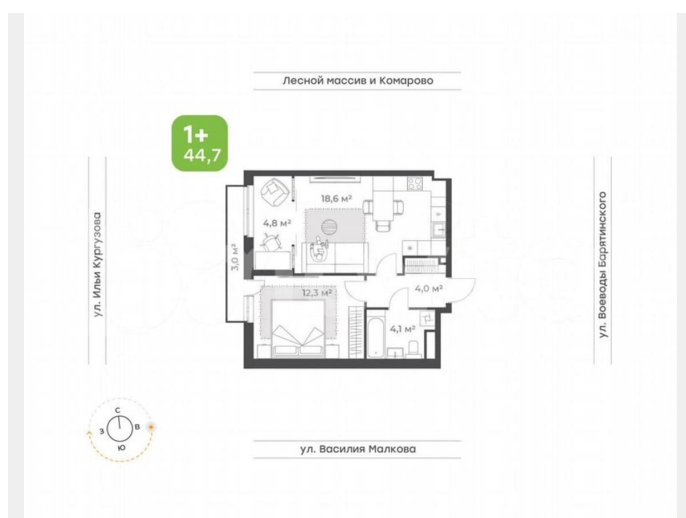 Лесной массив и Комарово
1+
44,7
18,6 м²
4,8 м²
3,0 м²
12,3 м²
4,0 м²
4,1 м²
ул. Ильи Кургузова
ул. Воеводы Барятинского
С
З
В
Ю
ул. Василия Малкова